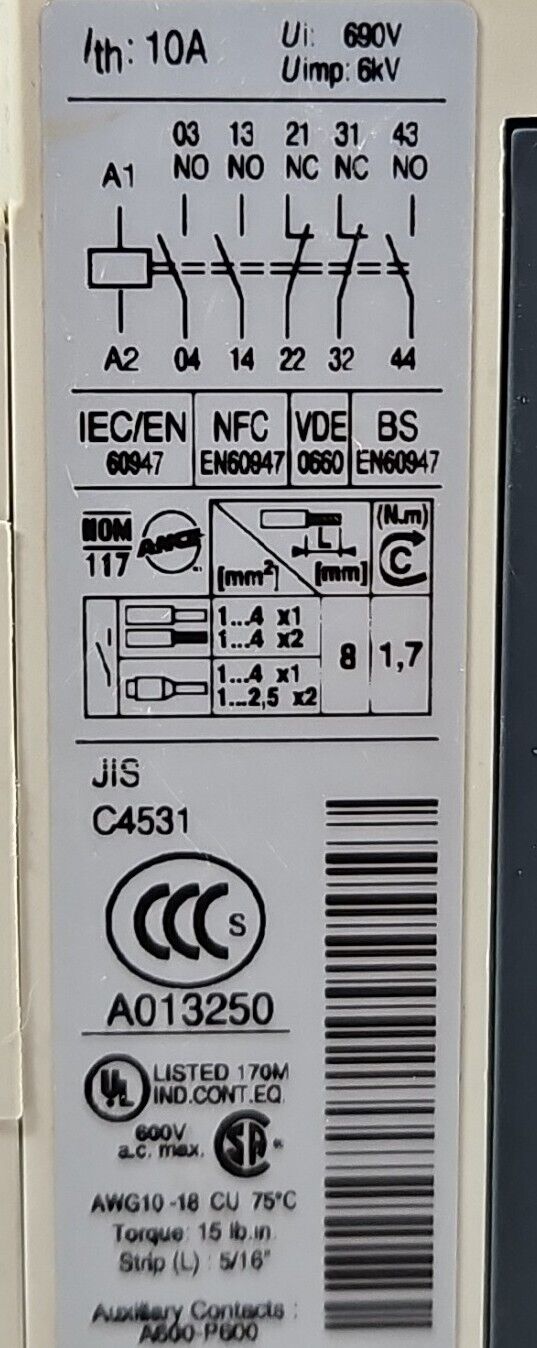 Ith: 10A
Ui: 690V
Uimp: 6kV
03 13 21 31 43
A1 NO NO NC NC NO
A2 04 14 22 32 44
IEC/EN NFC VDE BS
60947 EN60947 0660 EN60947
NOM
117
ANCE
[mm²]
L
[mm]
(N.m)
C
1...4 x1
1...4 x2
1...4 x1
1...2,5 x2
8
1,7
JIS
C4531
CCC S
A013250
UL LISTED 170M
IND.CONT.EQ.
600V
a.c. max.
SA
AWG10 -18 CU 75°C
Torque: 15 lb.in.
Strip (L) : 5/16"
Auxiliary Contacts :
A600-P600